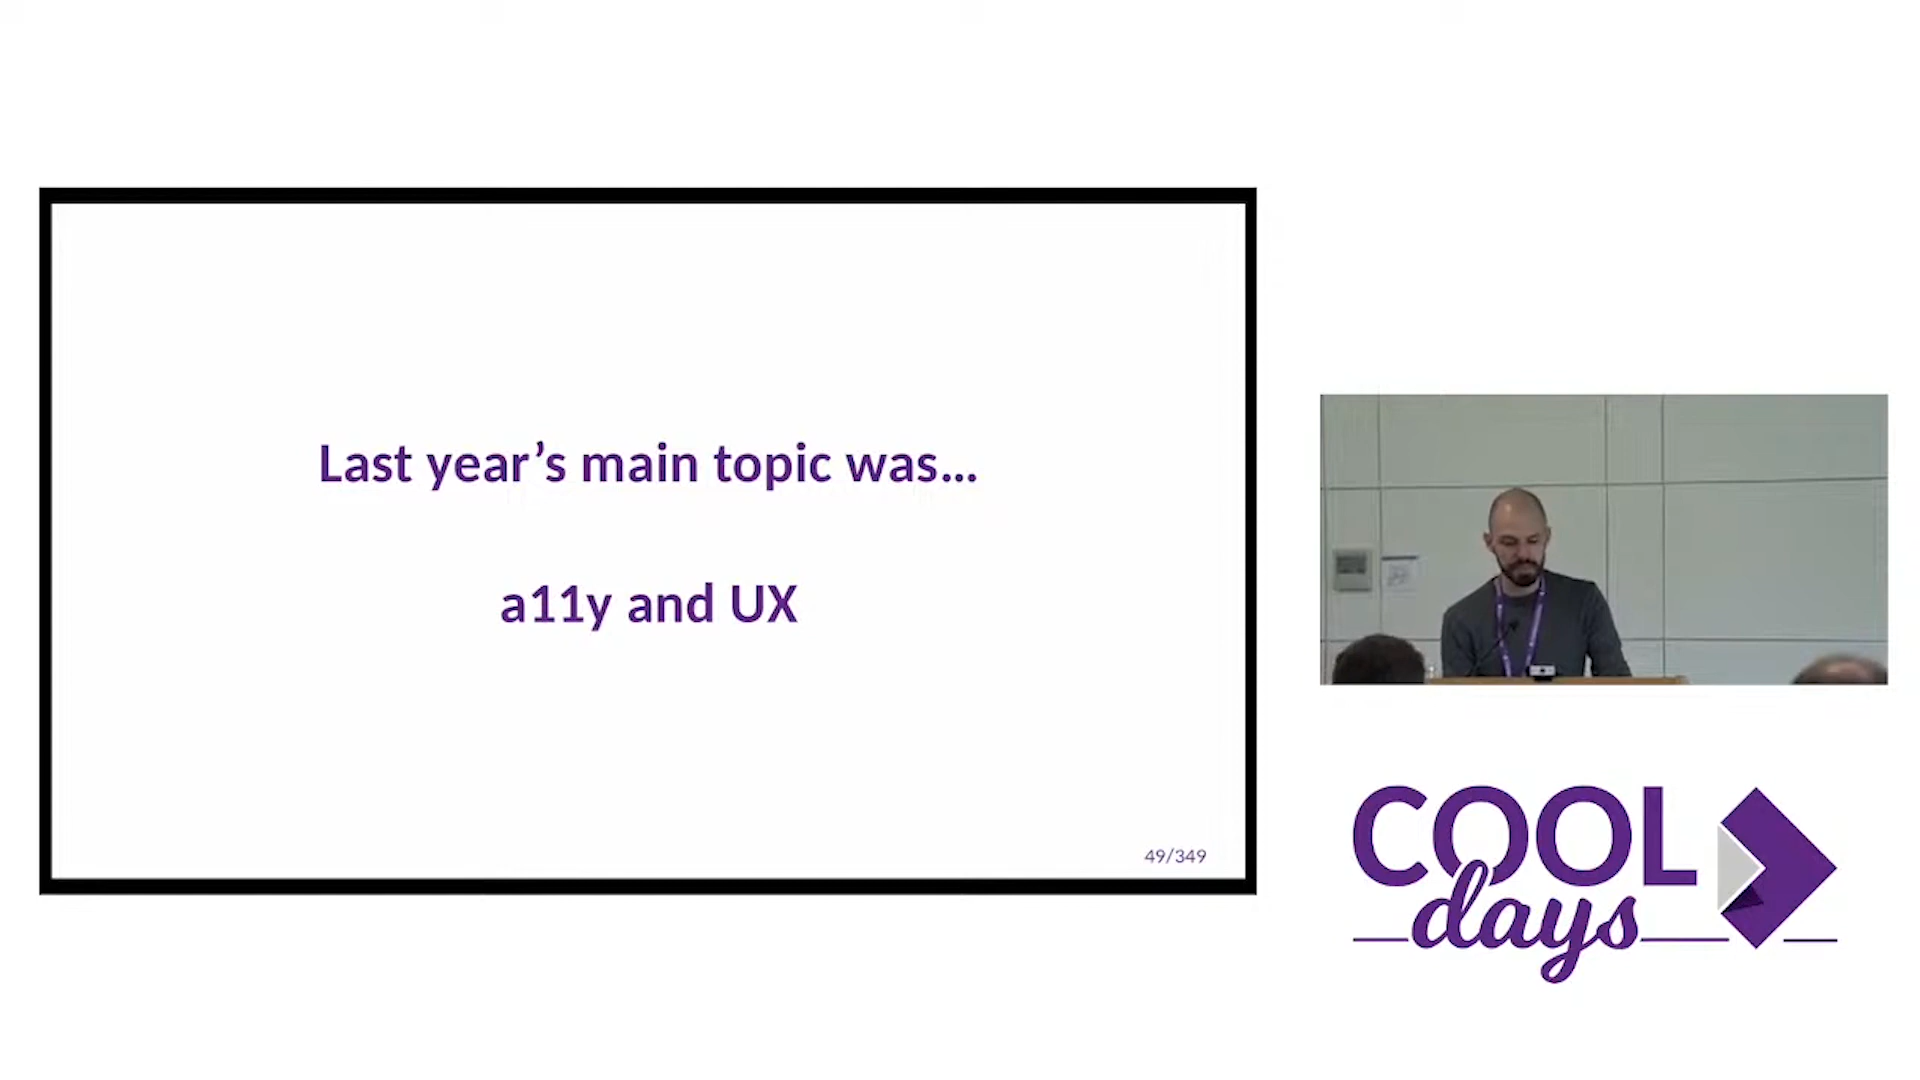 Last year’s main topic was...
a11y and UX
49/349
COOL
days